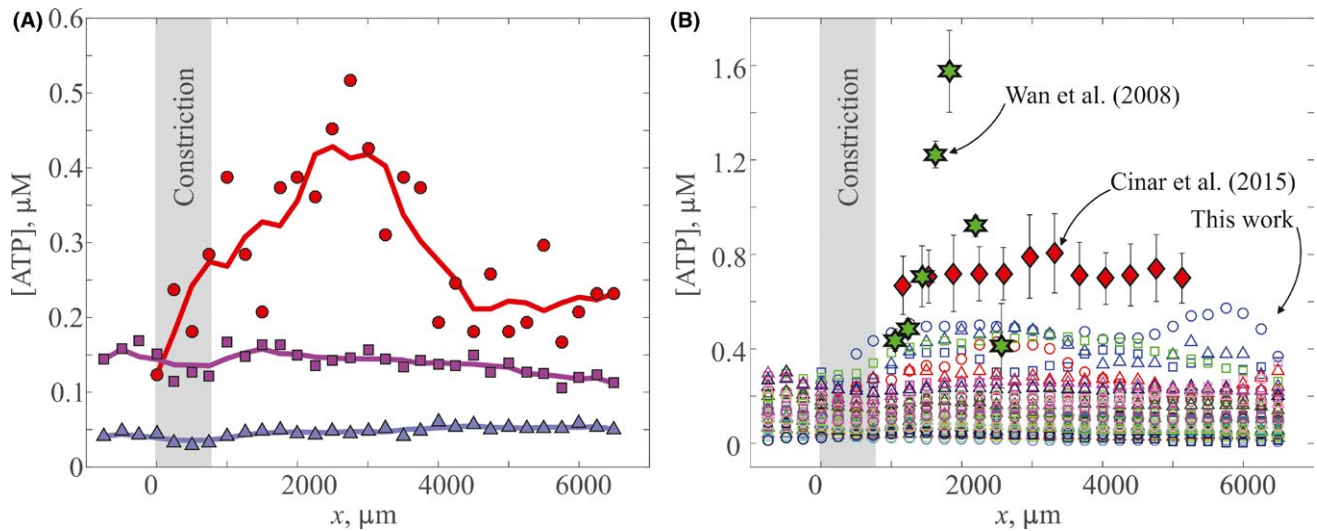 (A)
0.6
0.5
0.4
0.3
0.2
0.1
0
[ATP], μM
Constriction
0 2000 4000 6000
x, μm
(B)
1.6
1.2
0.8
0.4
0
[ATP], μM
Constriction
Wan et al. (2008)
Cinar et al. (2015)
This work
0 2000 4000 6000
x, μm